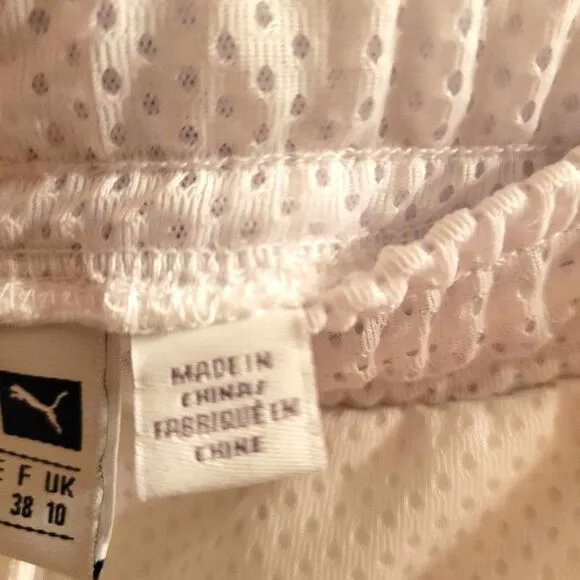 F UK
38 10
MADE IN
CHINA/
FABRIQUÉ EN
CHINE